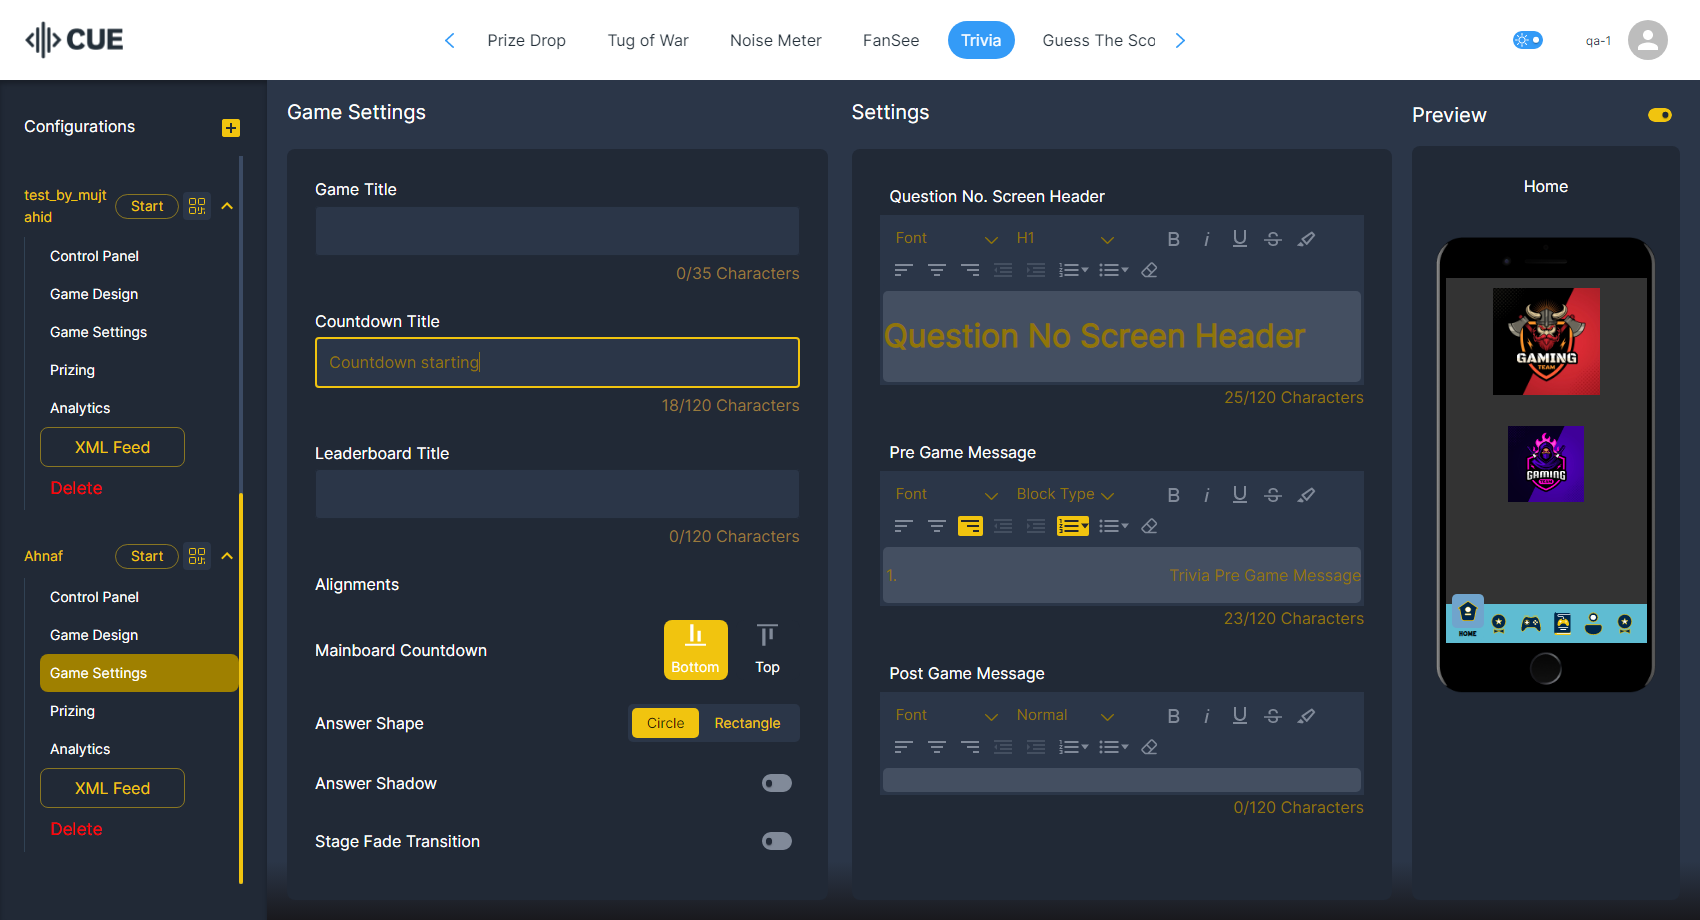 CUE
Prize Drop
Tug of War
Noise Meter
FanSee
Trivia
Guess The Sco
qa-1
Configurations
test_by_mujt
ahid
Start
Control Panel
Game Design
Game Settings
Prizing
Analytics
XML Feed
Delete
Ahnaf
Start
Control Panel
Game Design
Game Settings
Prizing
Analytics
XML Feed
Delete
Game Settings
Game Title
0/35 Characters
Countdown Title
Countdown starting
18/120 Characters
Leaderboard Title
0/120 Characters
Alignments
Mainboard Countdown
Bottom
Top
Answer Shape
Circle
Rectangle
Answer Shadow
Stage Fade Transition
Settings
Question No. Screen Header
Font
H1
B i U S
Question No Screen Header
25/120 Characters
Pre Game Message
Font
Block Type
B i U S
1. Trivia Pre Game Message
23/120 Characters
Post Game Message
Font
Normal
B i U S
0/120 Characters
Preview
Home
GAMING
TEAM
GAMING
HOME